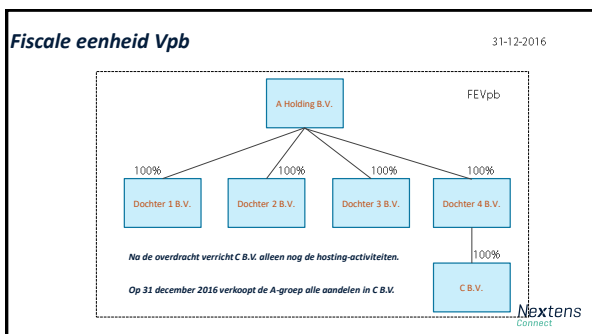 Fiscale eenheid Vpb
31-12-2016
FEVpb
A Holding B.V.
100%
100%
100%
100%
Dochter 1 B.V.
Dochter 2 B.V.
Dochter 3 B.V.
Dochter 4 B.V.
Na de overdracht verricht C B.V. alleen nog de hosting-activiteiten.
100%
Op 31 december 2016 verkoopt de A-groep alle aandelen in C B.V.
C B.V.
Nextens
Connect